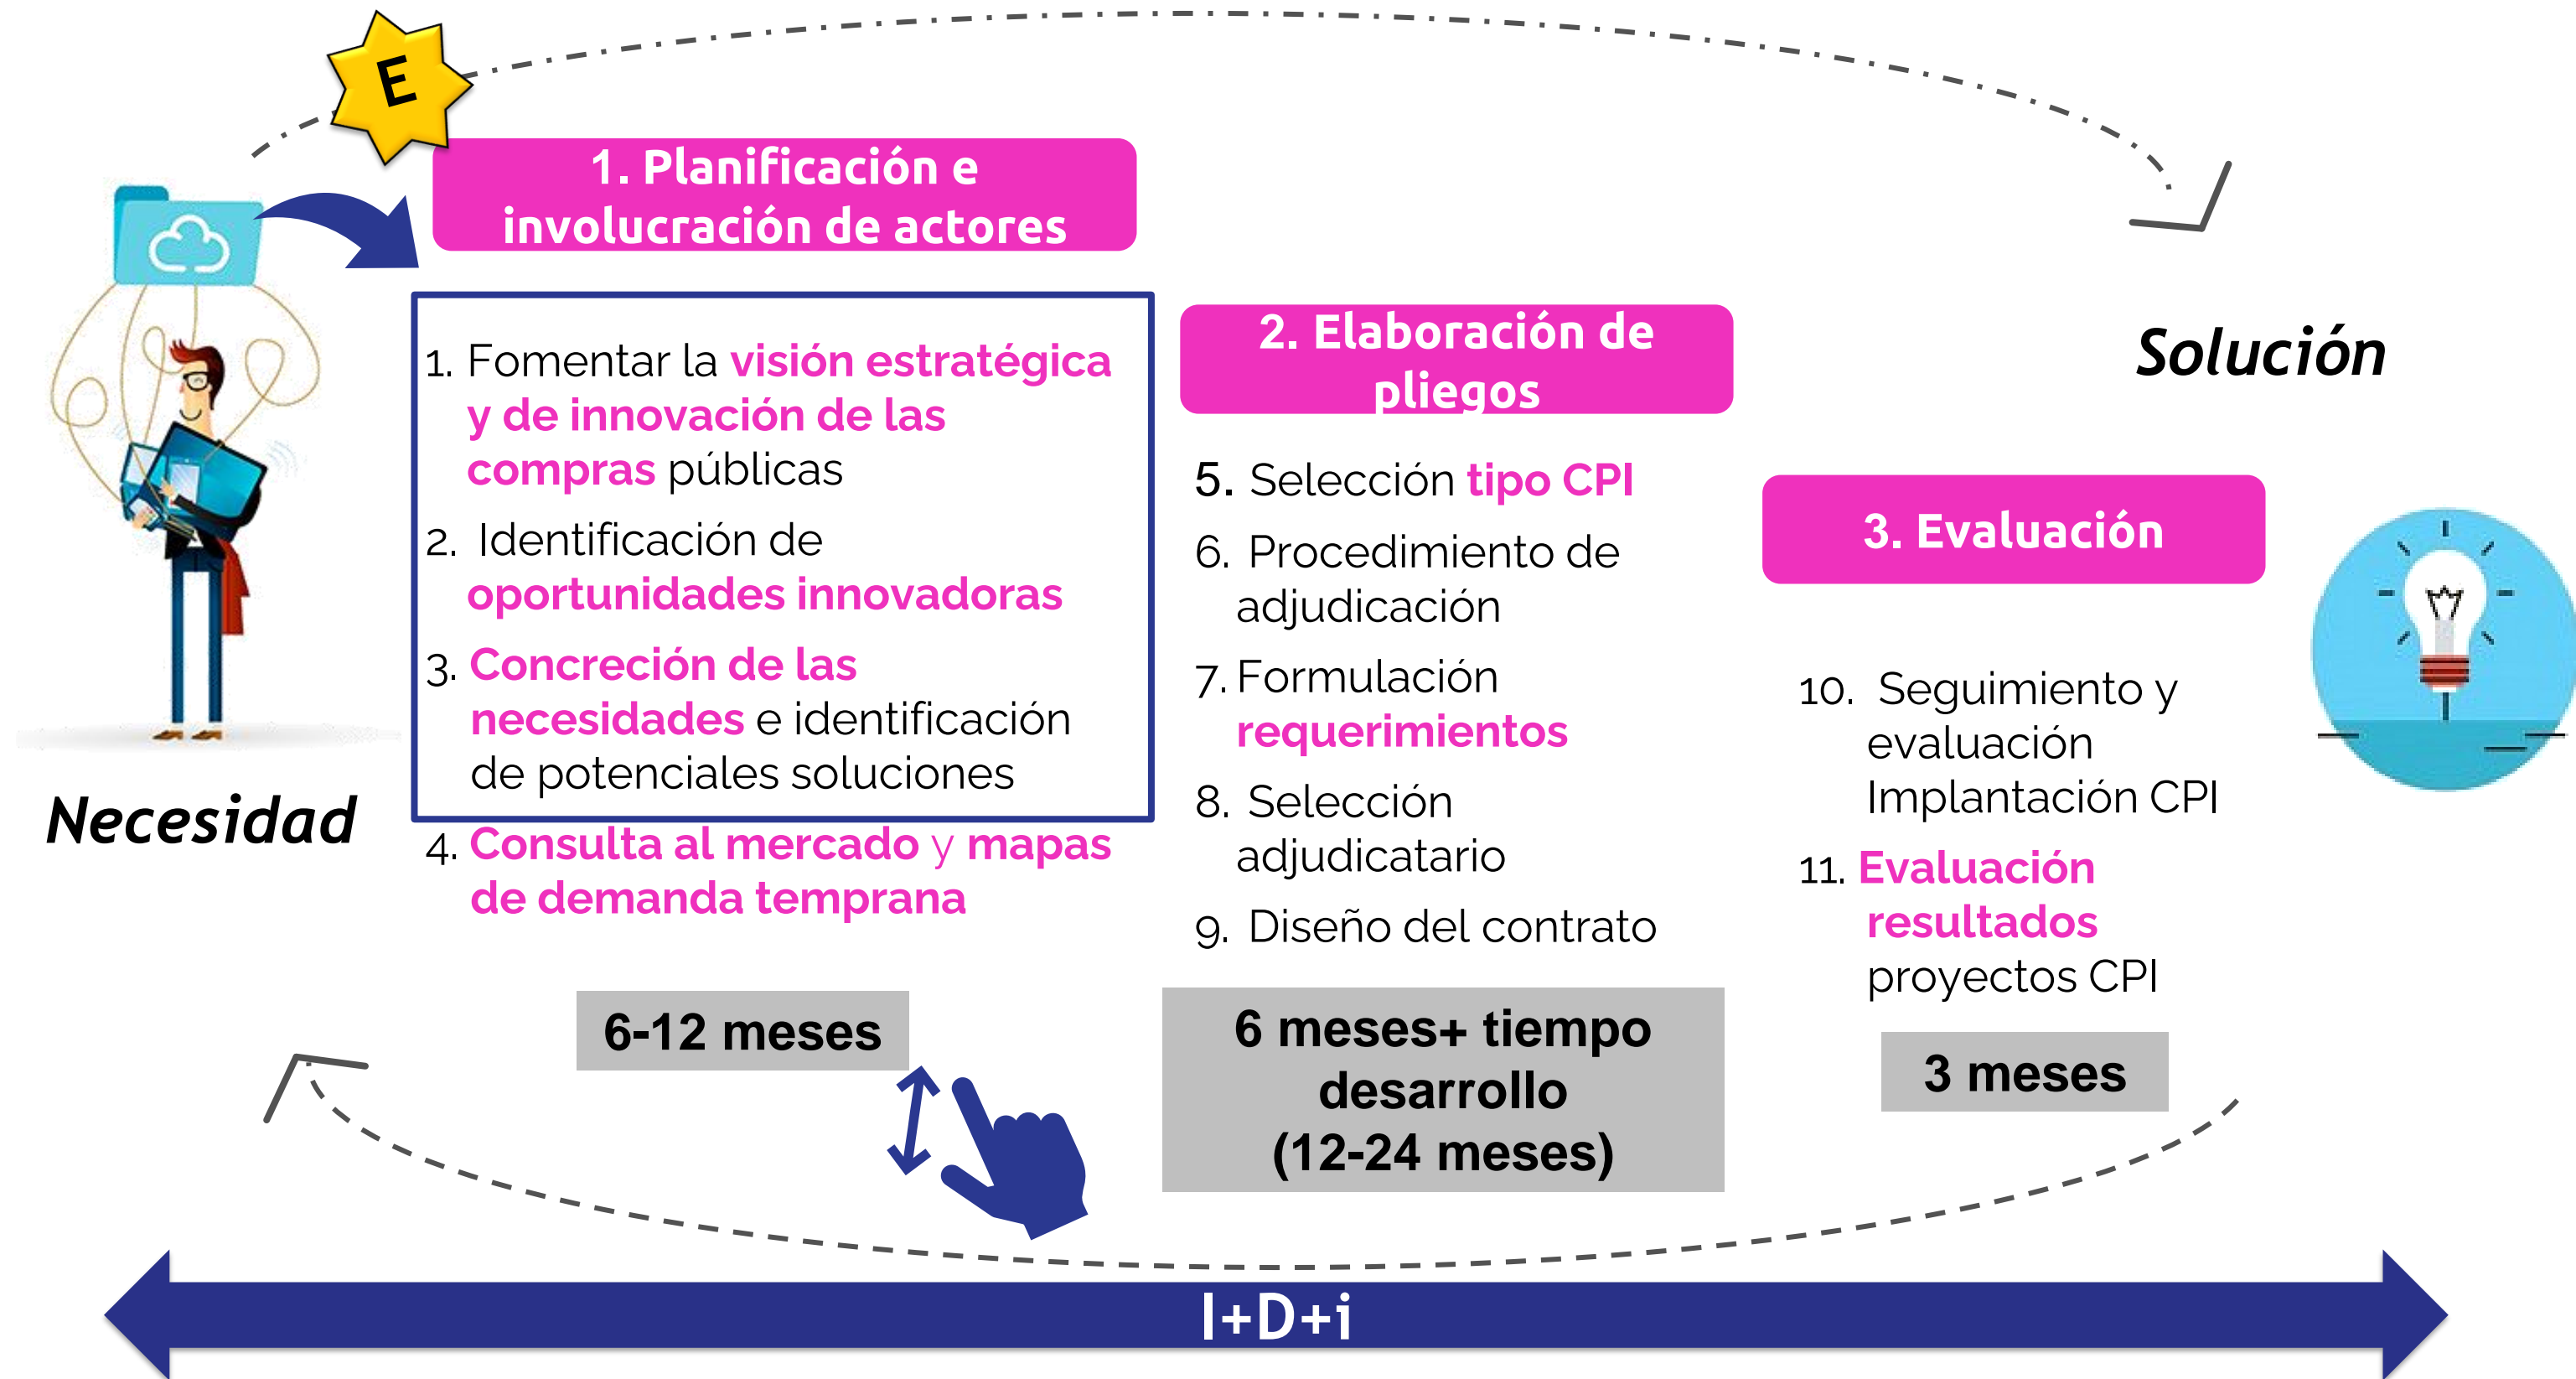 E
1. Planificación e
involucración de actores
1. Fomentar la visión estratégica
y de innovación de las
compras públicas
2. Identificación de
oportunidades innovadoras
3. Concreción de las
necesidades e identificación
de potenciales soluciones
4. Consulta al mercado y mapas
de demanda temprana
6-12 meses
Necesidad
2. Elaboración de
pliegos
5. Selección tipo CPI
6. Procedimiento de
adjudicación
7. Formulación
requerimientos
8. Selección
adjudicatario
9. Diseño del contrato
6 meses+ tiempo
desarrollo
(12-24 meses)
3. Evaluación
10. Seguimiento y
evaluación
Implantación CPI
11. Evaluación
resultados
proyectos CPI
3 meses
Solución
I+D+i